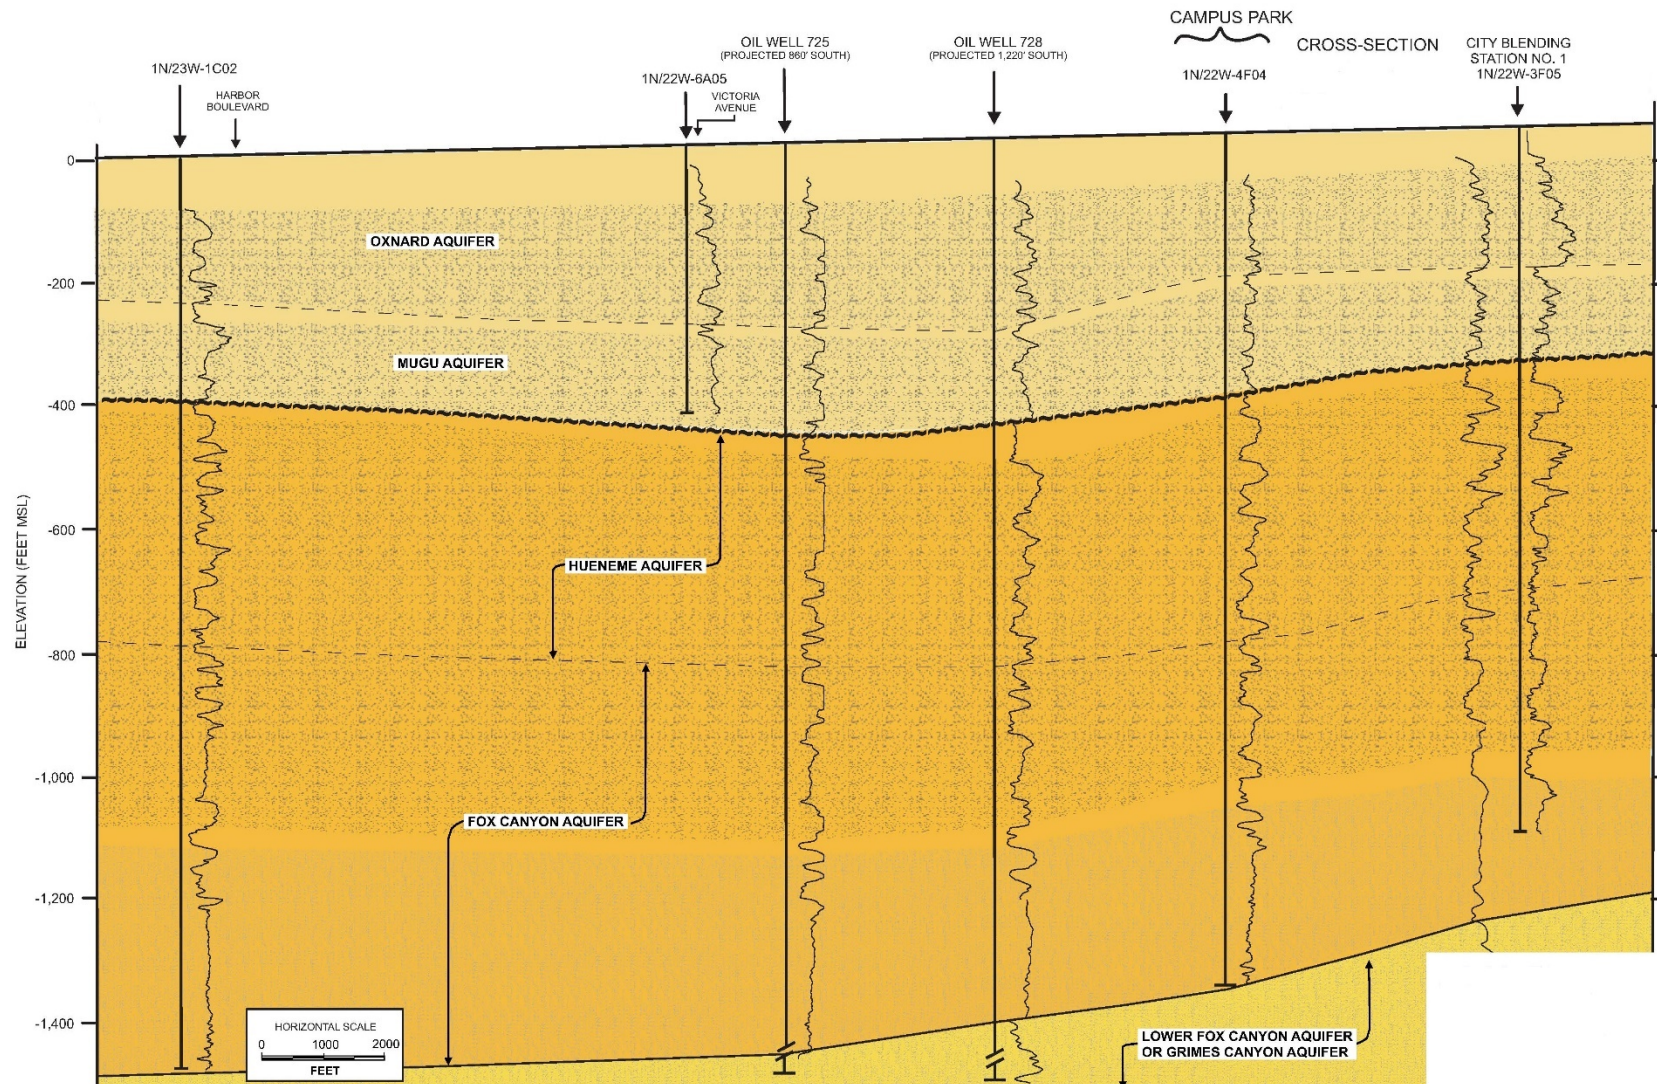 CAMPUS PARK
CROSS-SECTION
OIL WELL 725
(PROJECTED 860' SOUTH)
OIL WELL 728
(PROJECTED 1,220' SOUTH)
CITY BLENDING
STATION NO. 1
1N/22W-3F05
1N/23W-1C02
1N/22W-6A05
1N/22W-4F04
HARBOR
BOULEVARD
VICTORIA
AVENUE
0
OXNARD AQUIFER
-200
MUGU AQUIFER
-400
ELEVATION (FEET MSL)
-600
HUENEME AQUIFER
-800
-1,000
FOX CANYON AQUIFER
-1,200
-1,400
HORIZONTAL SCALE
0 1000 2000
FEET
LOWER FOX CANYON AQUIFER
OR GRIMES CANYON AQUIFER